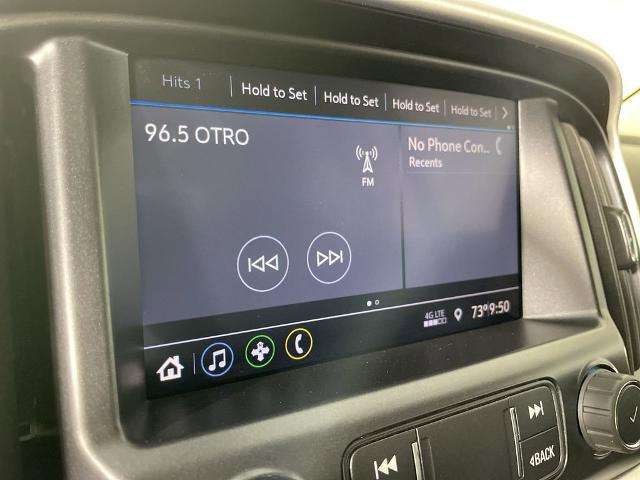 Hits 1 Hold to Set Hold to Set Hold to Set Hold to Set
96.5 OTRO
FM
No Phone Con...
Recents
4G LTE 73° 9:50
BACK